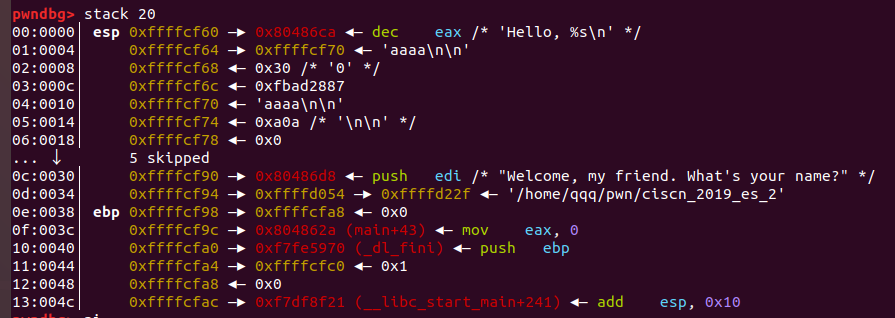 pwndbg> stack 20
00:0000│ esp 0xffffcf60 —▸ 0x80486ca ◂— dec    eax /* 'Hello, %s\n' */
01:0004│     0xffffcf64 —▸ 0xffffcf70 ◂— 'aaaa\n\n'
02:0008│     0xffffcf68 ◂— 0x30 /* '0' */
03:000c│     0xffffcf6c ◂— 0xfbad2887
04:0010│     0xffffcf70 ◂— 'aaaa\n\n'
05:0014│     0xffffcf74 ◂— 0xa0a /* '\n\n' */
06:0018│     0xffffcf78 ◂— 0x0
... ↓        5 skipped
0c:0030│     0xffffcf90 —▸ 0x80486d8 ◂— push   edi /* "Welcome, my friend. What's your name?" */
0d:0034│     0xffffcf94 —▸ 0xffffd054 —▸ 0xffffd22f ◂— '/home/qqq/pwn/ciscn_2019_es_2'
0e:0038│ ebp 0xffffcf98 —▸ 0xffffcfa8 ◂— 0x0
0f:003c│     0xffffcf9c —▸ 0x804862a (main+43) ◂— mov    eax, 0
10:0040│     0xffffcfa0 —▸ 0xf7fe5970 (_dl_fini) ◂— push   ebp
11:0044│     0xffffcfa4 —▸ 0xffffcfc0 ◂— 0x1
12:0048│     0xffffcfa8 ◂— 0x0
13:004c│     0xffffcfac —▸ 0xf7df8f21 (__libc_start_main+241) ◂— add    esp, 0x10